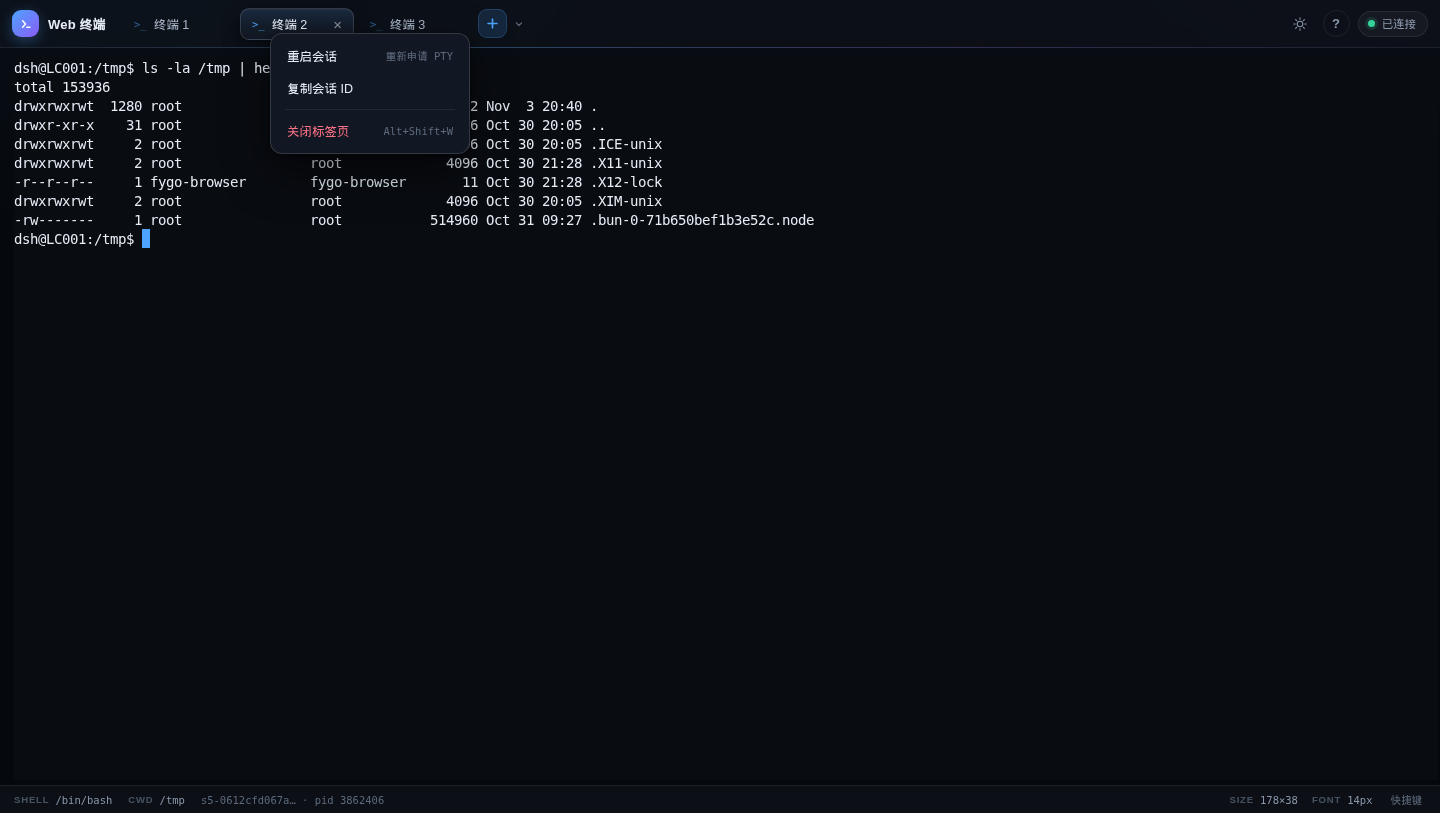 Web 终端 >_ 终端 1 >_ 终端 2 × >_ 终端 3 + ? 已连接
重启会话 重新申请 PTY
复制会话 ID
关闭标签页 Alt+Shift+W
dsh@LC001:/tmp$ ls -la /tmp | he
total 153936
drwxrwxrwt  1280 root 2 Nov  3 20:40 .
drwxr-xr-x    31 root 6 Oct 30 20:05 ..
drwxrwxrwt     2 root 6 Oct 30 20:05 .ICE-unix
drwxrwxrwt     2 root                root             4096 Oct 30 21:28 .X11-unix
-r--r--r--     1 fygo-browser        fygo-browser       11 Oct 30 21:28 .X12-lock
drwxrwxrwt     2 root                root             4096 Oct 30 20:05 .XIM-unix
-rw-------     1 root                root           514960 Oct 31 09:27 .bun-0-71b650bef1b3e52c.node
dsh@LC001:/tmp$
SHELL /bin/bash CWD /tmp s5-0612cfd067a… · pid 3862406 SIZE 178×38 FONT 14px 快捷键